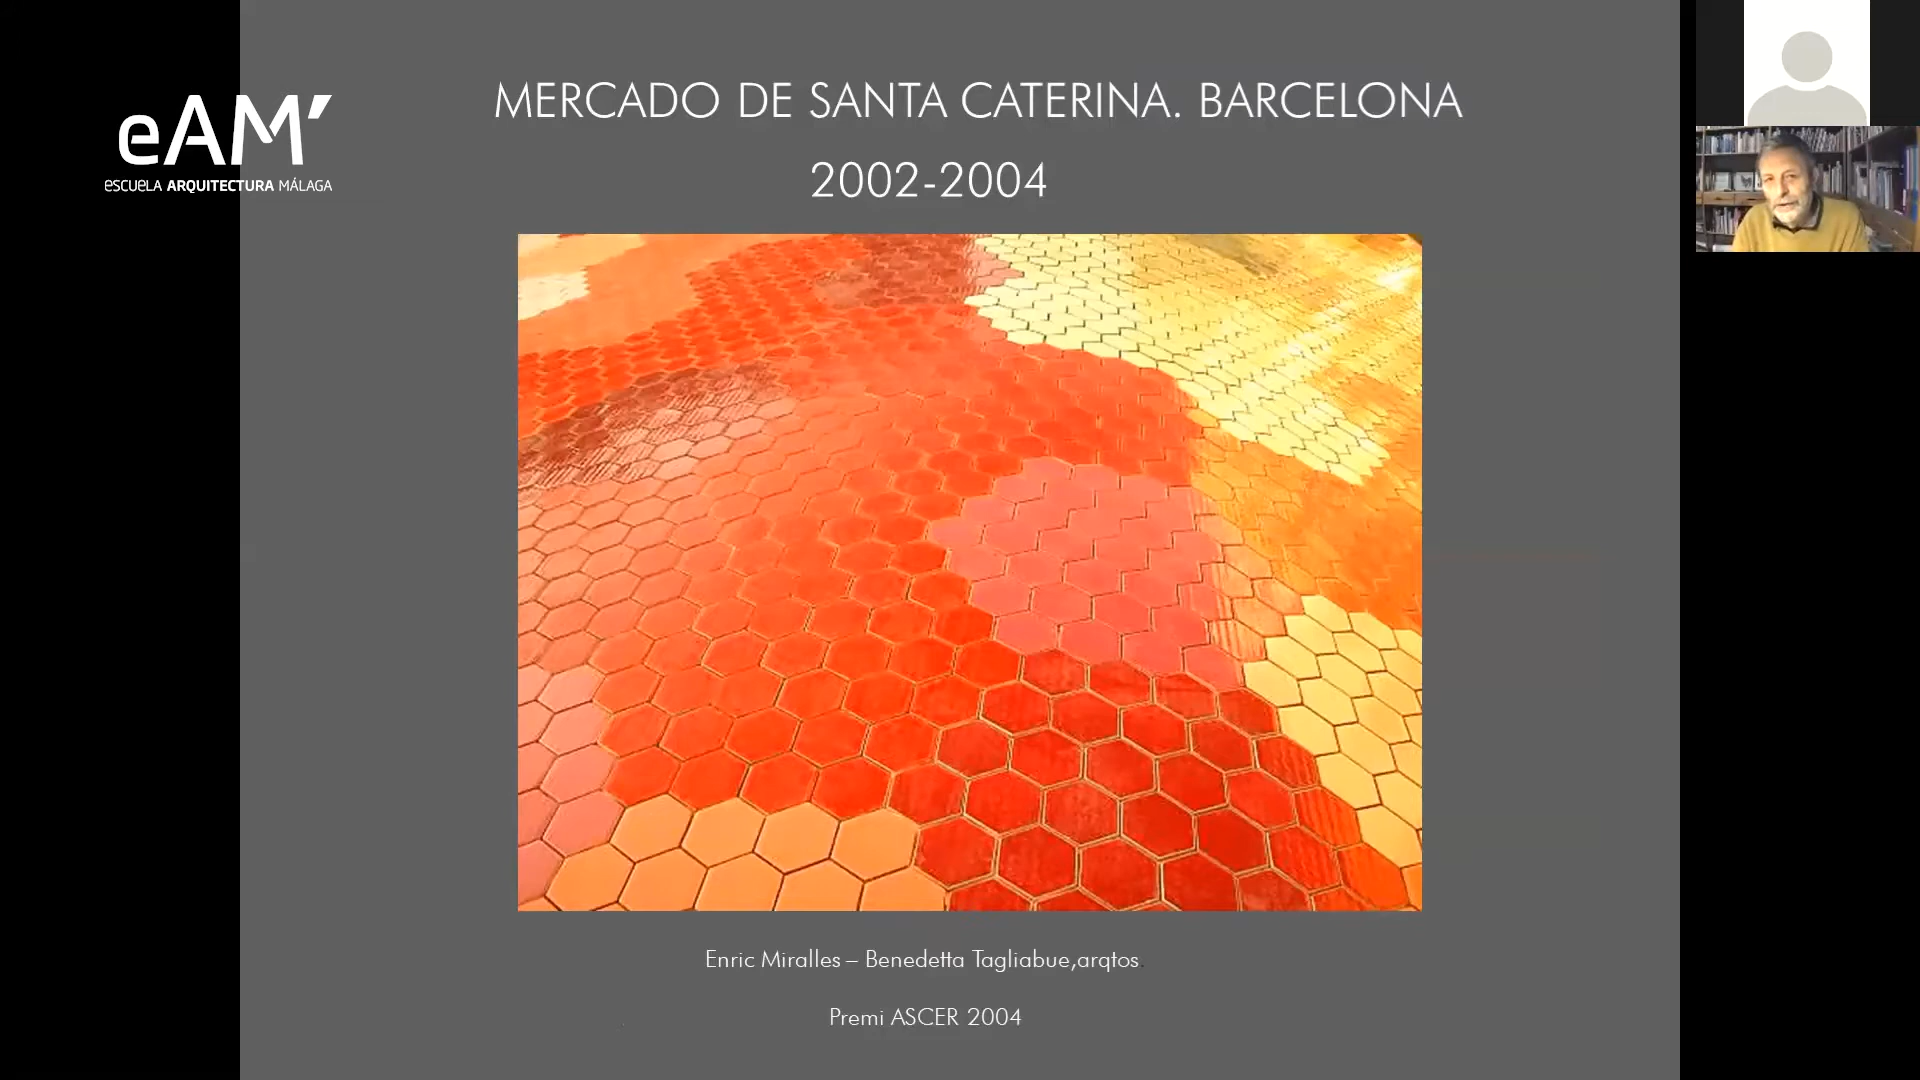 eAM'
ESCUELA ARQUITECTURA MÁLAGA
MERCADO DE SANTA CATERINA. BARCELONA
2002-2004
Enric Miralles – Benedetta Tagliabue,arqtos.
Premi ASCER 2004